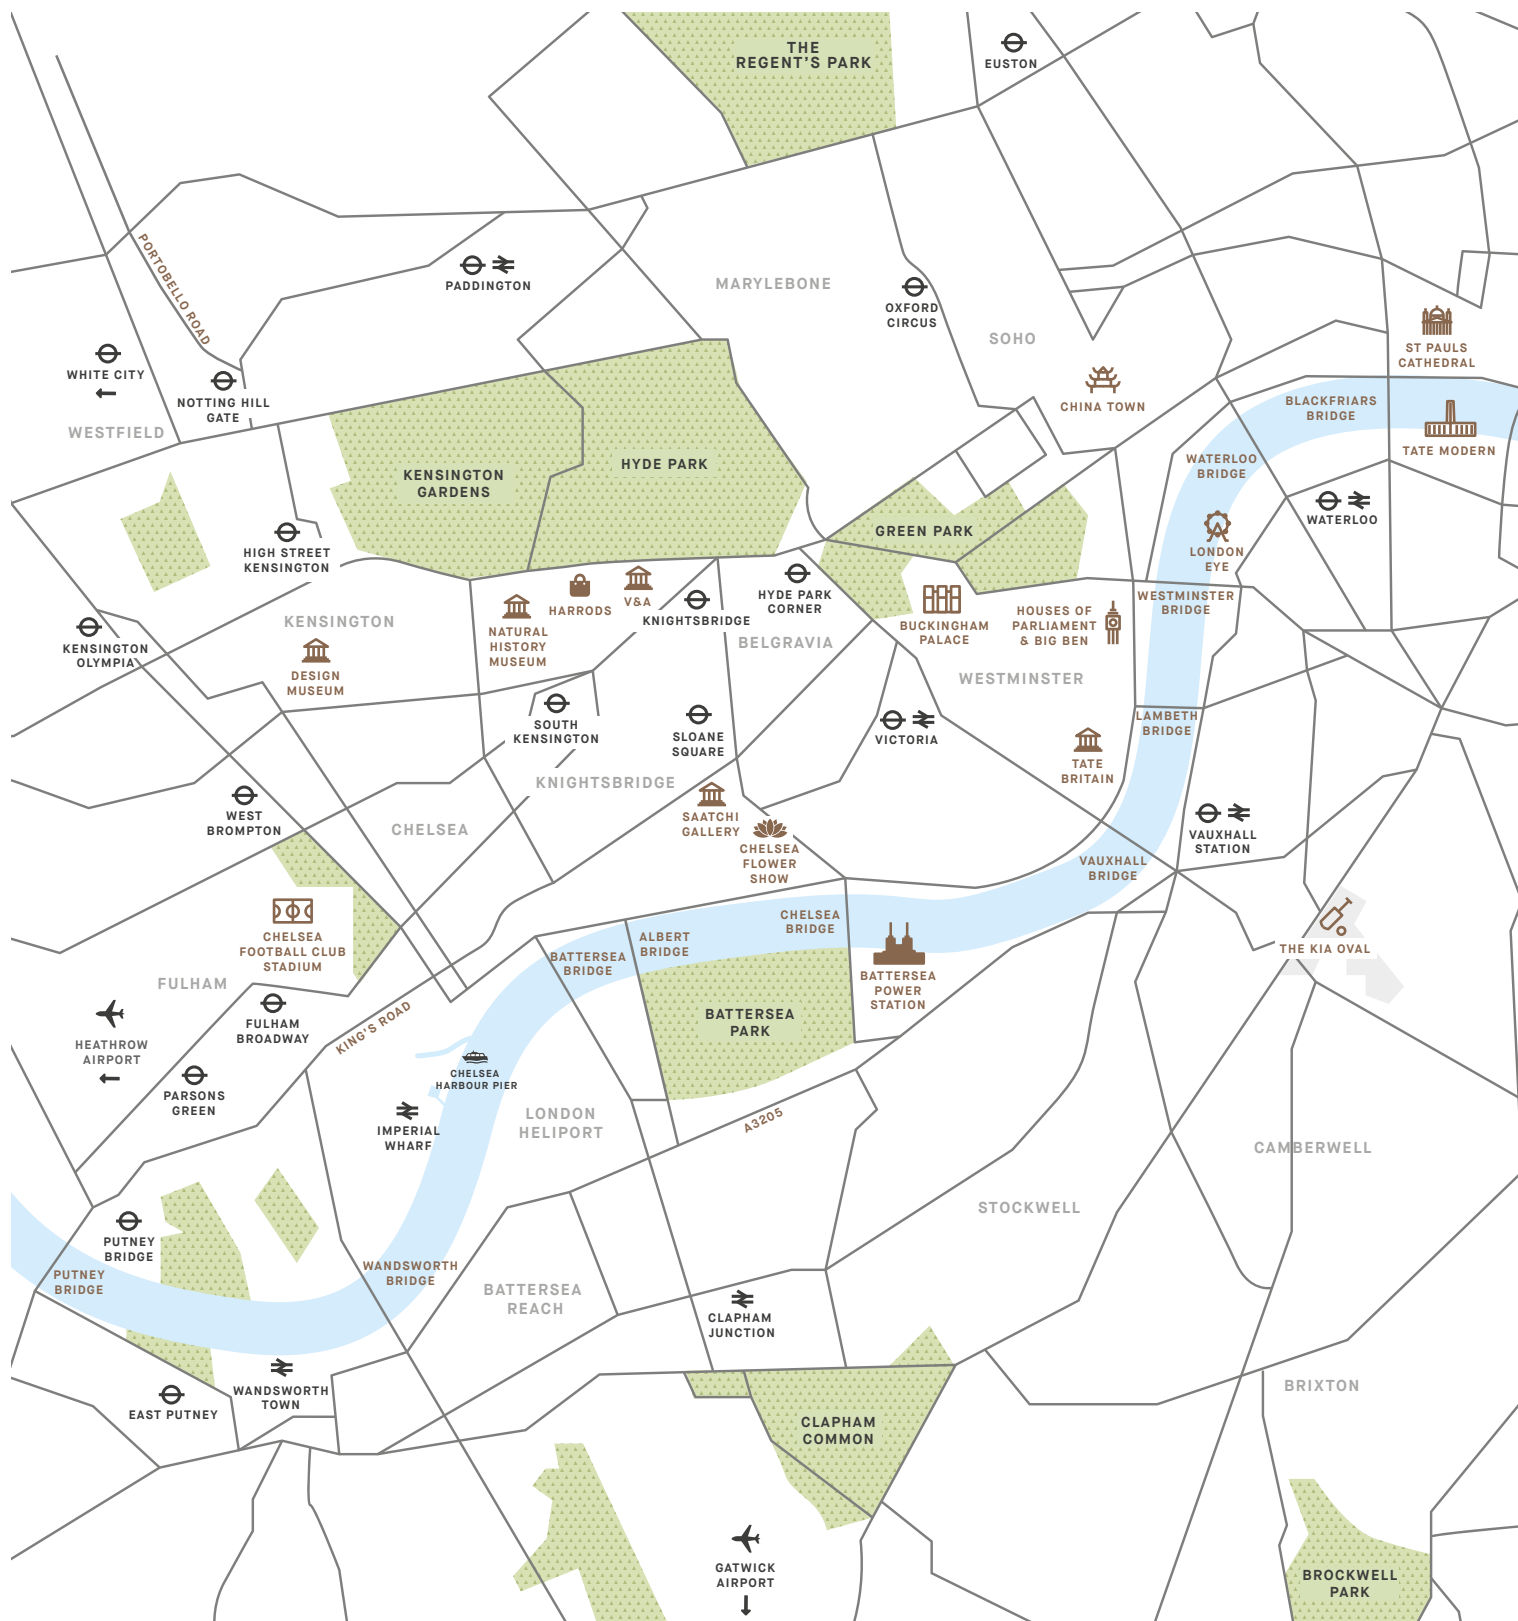 THE
REGENT'S PARK
EUSTON
PORTOBELLO ROAD
PADDINGTON
MARYLEBONE
OXFORD
CIRCUS
SOHO
ST PAULS
CATHEDRAL
WHITE CITY
NOTTING HILL
GATE
WESTFIELD
CHINA TOWN
BLACKFRIARS
BRIDGE
TATE MODERN
KENSINGTON
GARDENS
HYDE PARK
WATERLOO
BRIDGE
WATERLOO
GREEN PARK
HIGH STREET
KENSINGTON
LONDON
EYE
HYDE PARK
CORNER
HARRODS
V&A
KNIGHTSBRIDGE
WESTMINSTER
BRIDGE
KENSINGTON
NATURAL
HISTORY
MUSEUM
BELGRAVIA
BUCKINGHAM
PALACE
HOUSES OF
PARLIAMENT
& BIG BEN
KENSINGTON
OLYMPIA
DESIGN
MUSEUM
WESTMINSTER
SOUTH
KENSINGTON
SLOANE
SQUARE
VICTORIA
LAMBETH
BRIDGE
TATE
BRITAIN
KNIGHTSBRIDGE
WEST
BROMPTON
CHELSEA
SAATCHI
GALLERY
CHELSEA
FLOWER
SHOW
VAUXHALL
STATION
VAUXHALL
BRIDGE
CHELSEA
FOOTBALL CLUB
STADIUM
CHELSEA
BRIDGE
ALBERT
BRIDGE
BATTERSEA
BRIDGE
BATTERSEA
POWER
STATION
THE KIA OVAL
FULHAM
FULHAM
BROADWAY
KING'S ROAD
BATTERSEA
PARK
HEATHROW
AIRPORT
PARSONS
GREEN
CHELSEA
HARBOUR PIER
IMPERIAL
WHARF
LONDON
HELIPORT
A3205
CAMBERWELL
STOCKWELL
PUTNEY
BRIDGE
PUTNEY
BRIDGE
WANDSWORTH
BRIDGE
BATTERSEA
REACH
CLAPHAM
JUNCTION
WANDSWORTH
TOWN
EAST PUTNEY
BRIXTON
CLAPHAM
COMMON
GATWICK
AIRPORT
BROCKWELL
PARK